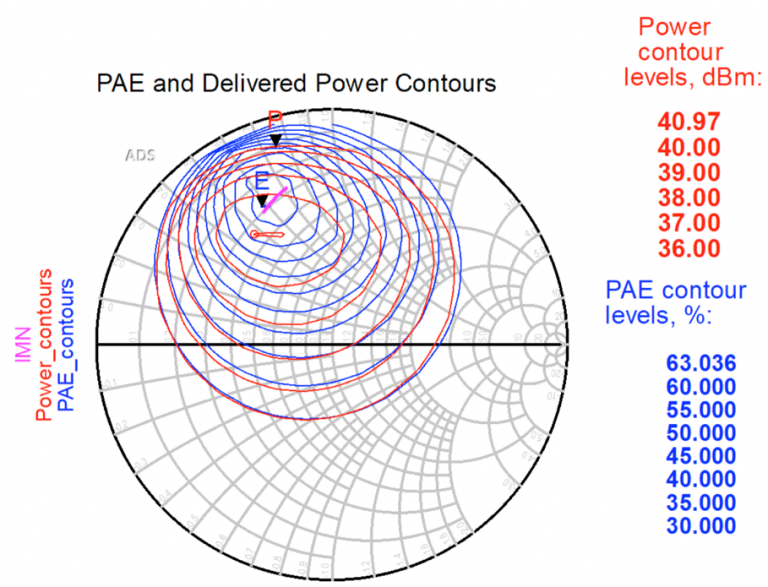 Power
contour
levels, dBm:
PAE and Delivered Power Contours
40.97
40.00
39.00
38.00
37.00
36.00
P
ADS
E
PAE contour
levels, %:
63.036
60.000
55.000
50.000
45.000
40.000
35.000
30.000
IMN
Power_contours
PAE_contours